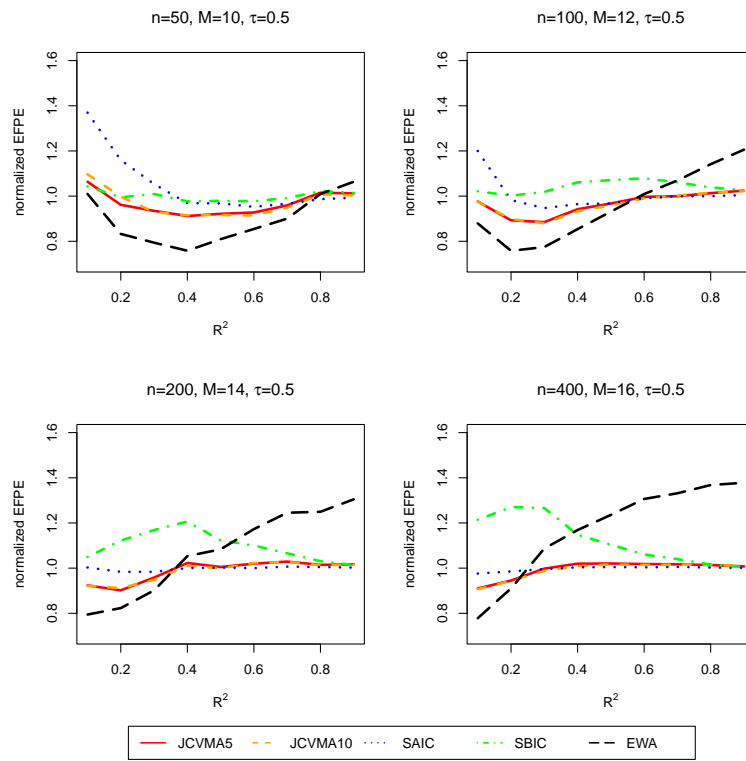 n=50, M=10, τ=0.5
normalized EFPE
0.8 1.0 1.2 1.4 1.6
0.2 0.4 0.6 0.8
R²
n=100, M=12, τ=0.5
normalized EFPE
0.8 1.0 1.2 1.4 1.6
0.2 0.4 0.6 0.8
R²
n=200, M=14, τ=0.5
normalized EFPE
0.8 1.0 1.2 1.4 1.6
0.2 0.4 0.6 0.8
R²
n=400, M=16, τ=0.5
normalized EFPE
0.8 1.0 1.2 1.4 1.6
0.2 0.4 0.6 0.8
R²
JCVMA5 JCVMA10 SAIC SBIC EWA